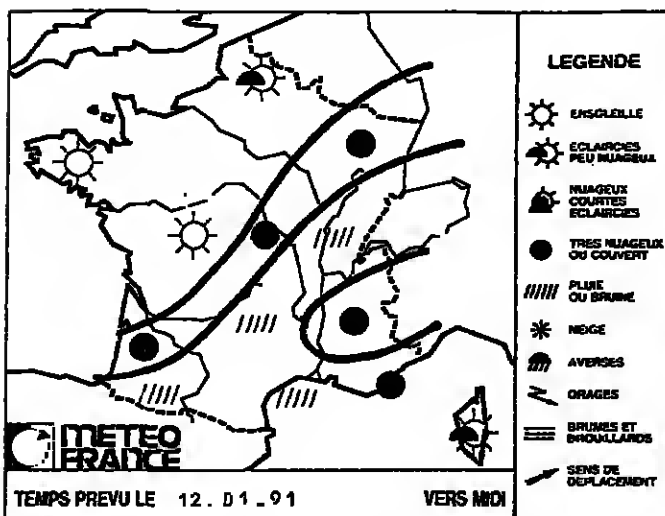 LEGENDE
ENSOLEILLE
ECLAIRCIES
PEU NUAGEUX
NUAGEUX
COURTES
ECLAIRCIES
TRES NUAGEUX
OU COUVERT
PLUIE
OU BRUINE
NEIGE
AVERSES
ORAGES
BRUMES ET
BROUILLARDS
SENS DE
DEPLACEMENT
METEO
FRANCE
TEMPS PREVU LE 12.01.91 VERS MIDI